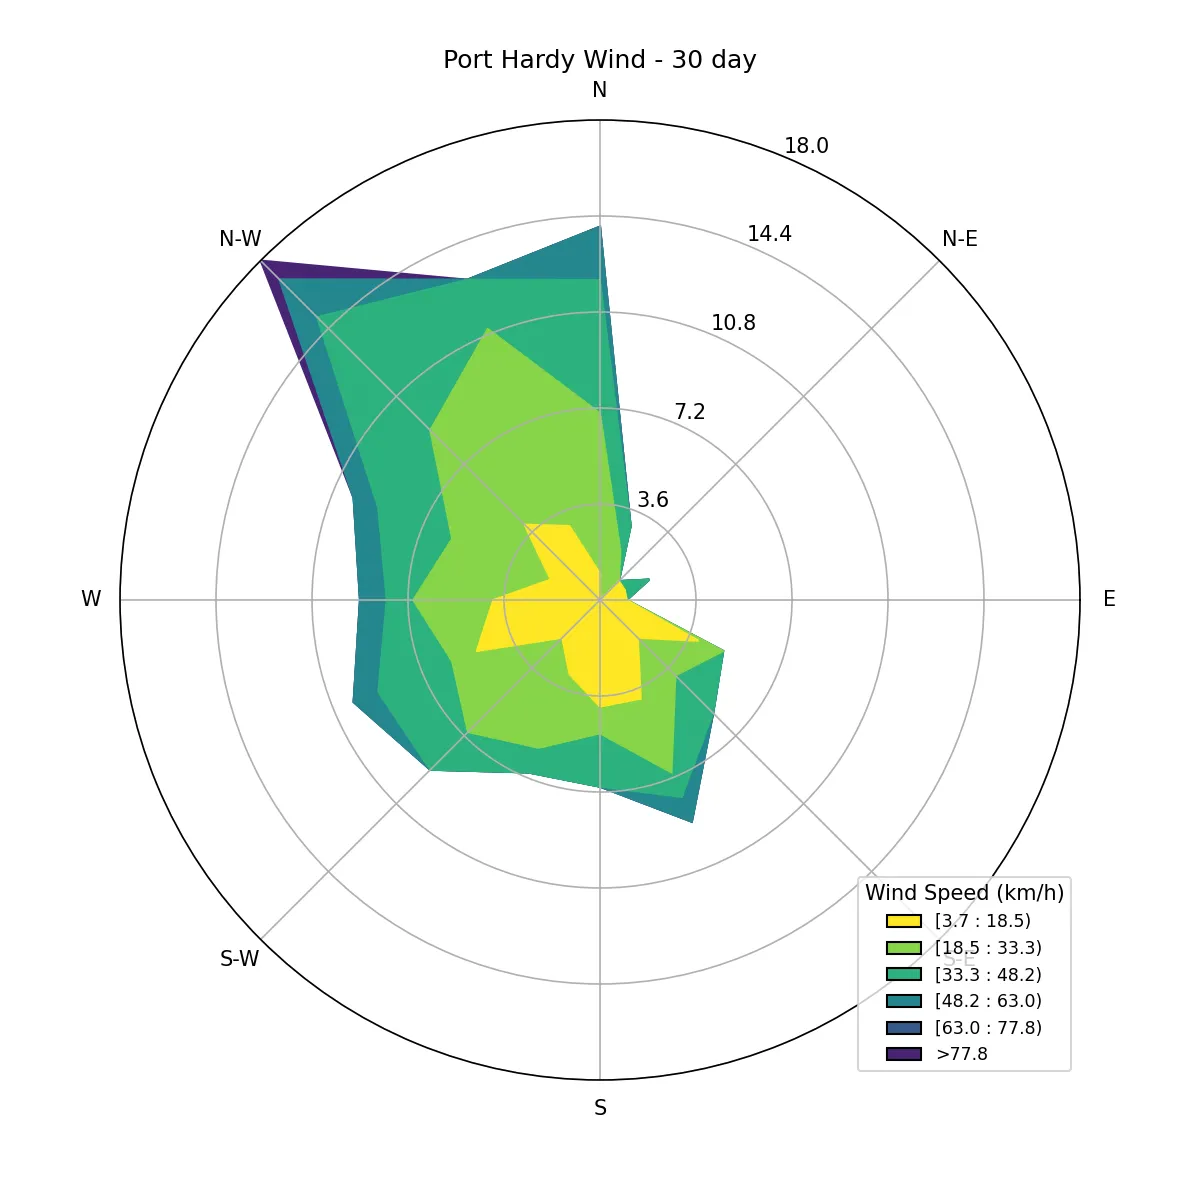 Port Hardy Wind - 30 day
N
18.0
N-W
14.4
N-E
10.8
7.2
3.6
W
E
Wind Speed (km/h)
[3.7 : 18.5)
[18.5 : 33.3)
S-W
S-E
[33.3 : 48.2)
[48.2 : 63.0)
[63.0 : 77.8)
>77.8
S